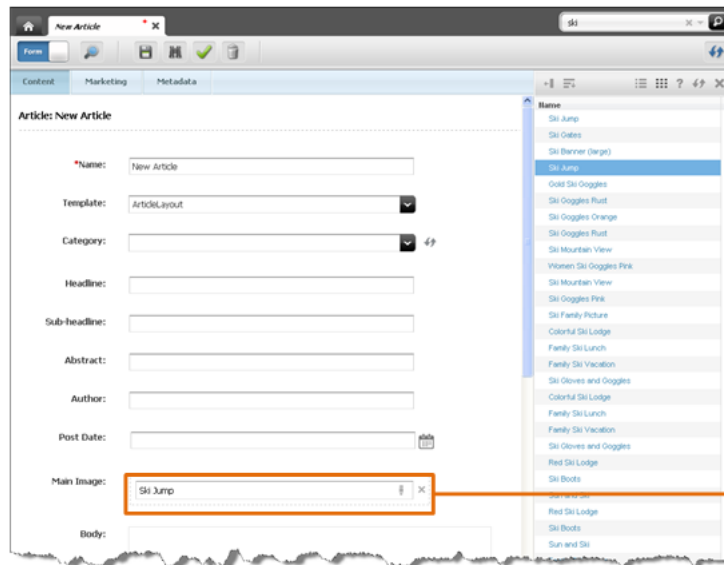 New Article * ×
ski
Form
Content Marketing Metadata
Article: New Article
*Name: New Article
Template: ArticleLayout
Category:
Headline:
Sub-headline:
Abstract:
Author:
Post Date:
Main Image: Ski Jump
Body:
Name
Ski Jump
Ski Gates
Ski Banner (large)
Ski Jump
Gold Ski Goggles
Ski Goggles Rust
Ski Goggles Orange
Ski Goggles Rust
Ski Mountain View
Women Ski Goggles Pink
Ski Mountain View
Ski Goggles Pink
Ski Family Picture
Colorful Ski Lodge
Family Ski Lunch
Family Ski Vacation
Ski Gloves and Goggles
Colorful Ski Lodge
Family Ski Lunch
Family Ski Vacation
Ski Gloves and Goggles
Red Ski Lodge
Ski Boots
Sun and Ski
Red Ski Lodge
Ski Boots
Sun and Ski